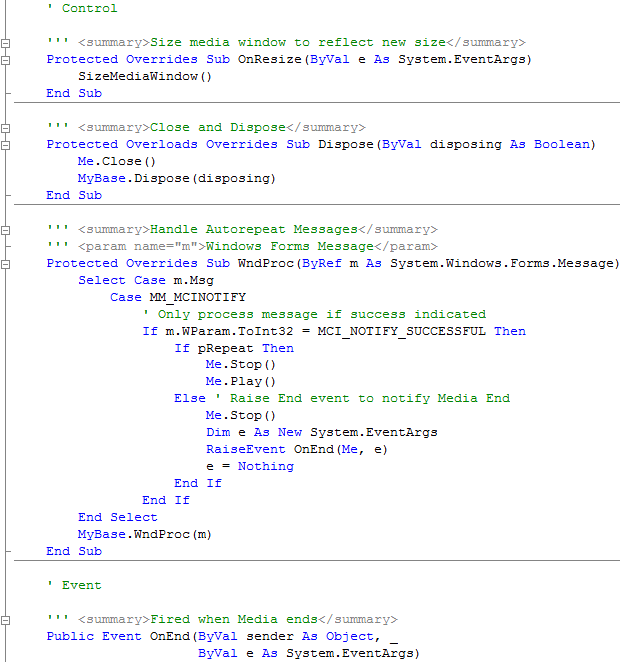 ' Control
''' <summary>Size media window to reflect new size</summary>
Protected Overrides Sub OnResize(ByVal e As System.EventArgs)
SizeMediaWindow()
End Sub
''' <summary>Close and Dispose</summary>
Protected Overloads Overrides Sub Dispose(ByVal disposing As Boolean)
Me.Close()
MyBase.Dispose(disposing)
End Sub
''' <summary>Handle Autorepeat Messages</summary>
''' <param name="m">Windows Forms Message</param>
Protected Overrides Sub WndProc(ByRef m As System.Windows.Forms.Message)
Select Case m.Msg
Case MM_MCINOTIFY
' Only process message if success indicated
If m.WParam.ToInt32 = MCI_NOTIFY_SUCCESSFUL Then
If pRepeat Then
Me.Stop()
Me.Play()
Else ' Raise End event to notify Media End
Me.Stop()
Dim e As New System.EventArgs
RaiseEvent OnEnd(Me, e)
e = Nothing
End If
End If
End Select
MyBase.WndProc(m)
End Sub
' Event
''' <summary>Fired when Media ends</summary>
Public Event OnEnd(ByVal sender As Object, _
ByVal e As System.EventArgs)